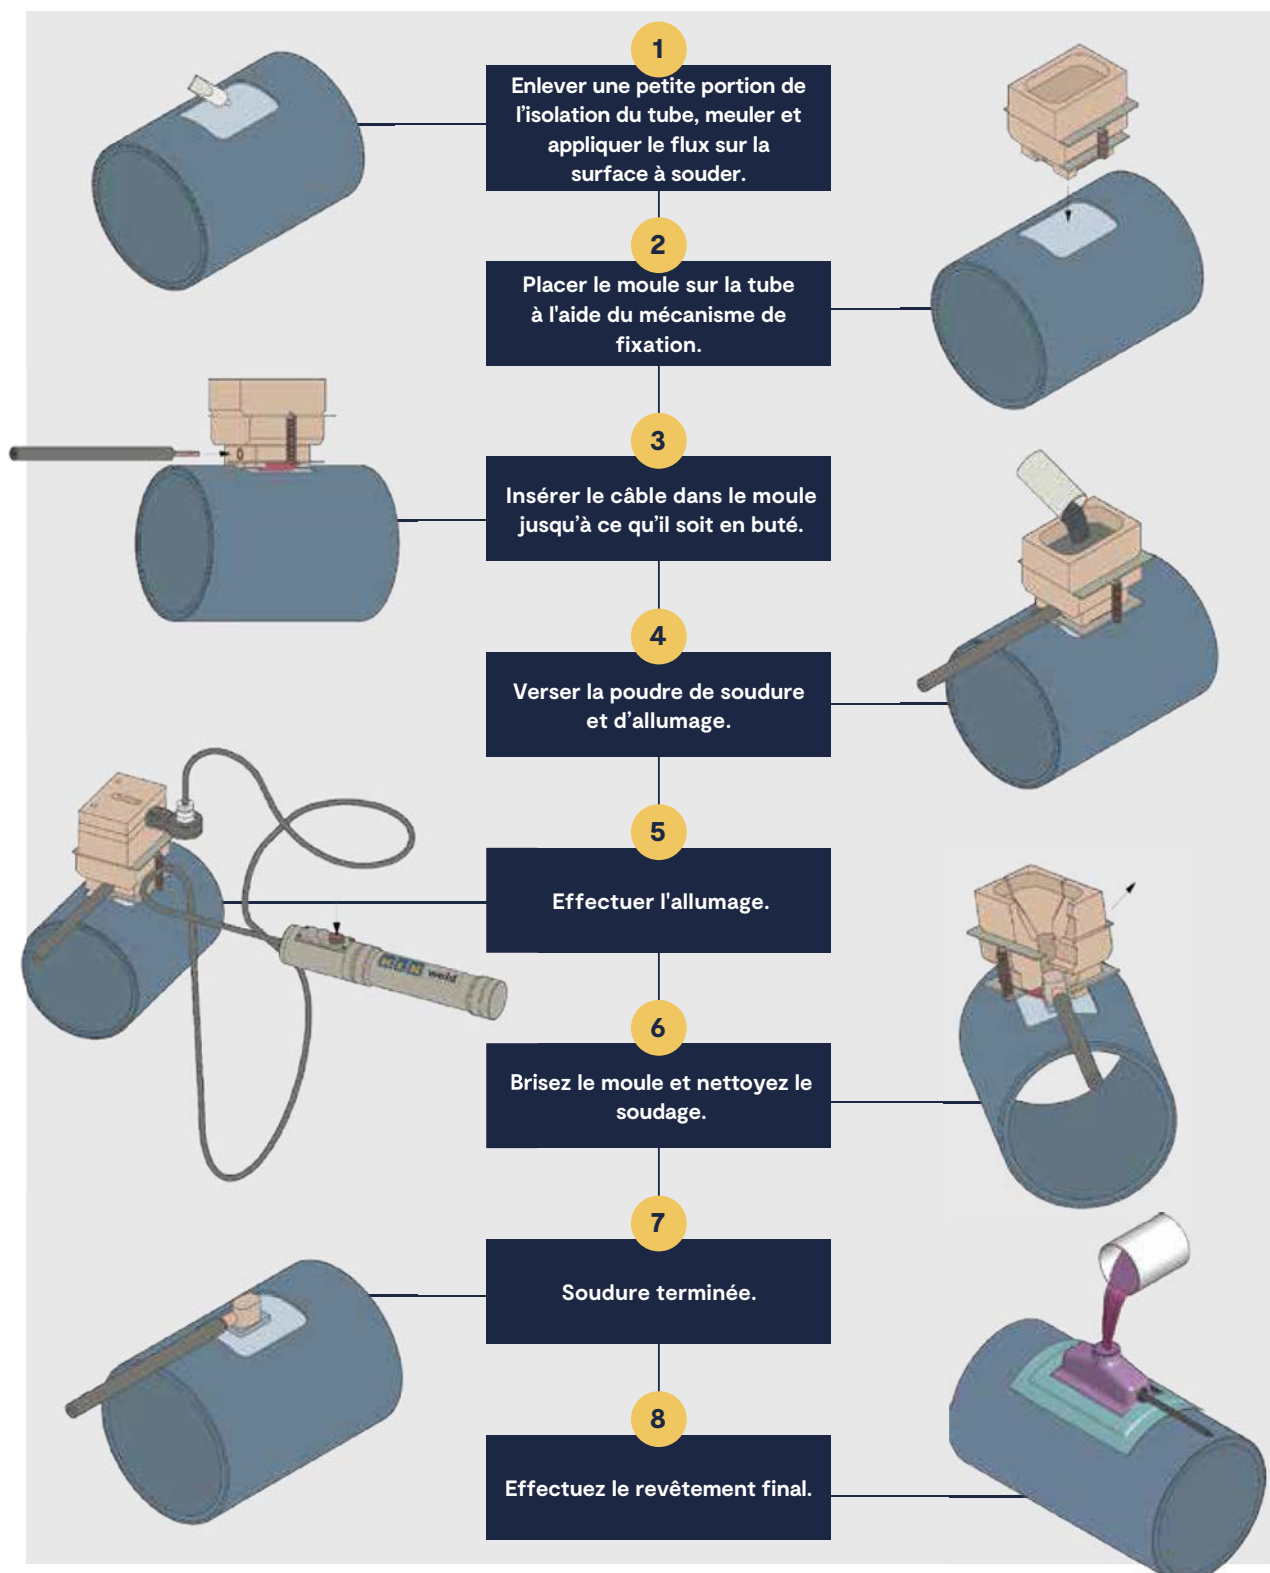 1
Enlever une petite portion de
l’isolation du tube, meuler et
appliquer le flux sur la
surface à souder.
2
Placer le moule sur la tube
à l'aide du mécanisme de
fixation.
3
Insérer le câble dans le moule
jusqu’à ce qu’il soit en buté.
4
Verser la poudre de soudure
et d’allumage.
5
Effectuer l'allumage.
weld
6
Brisez le moule et nettoyez le
soudage.
7
Soudure terminée.
8
Effectuez le revêtement final.